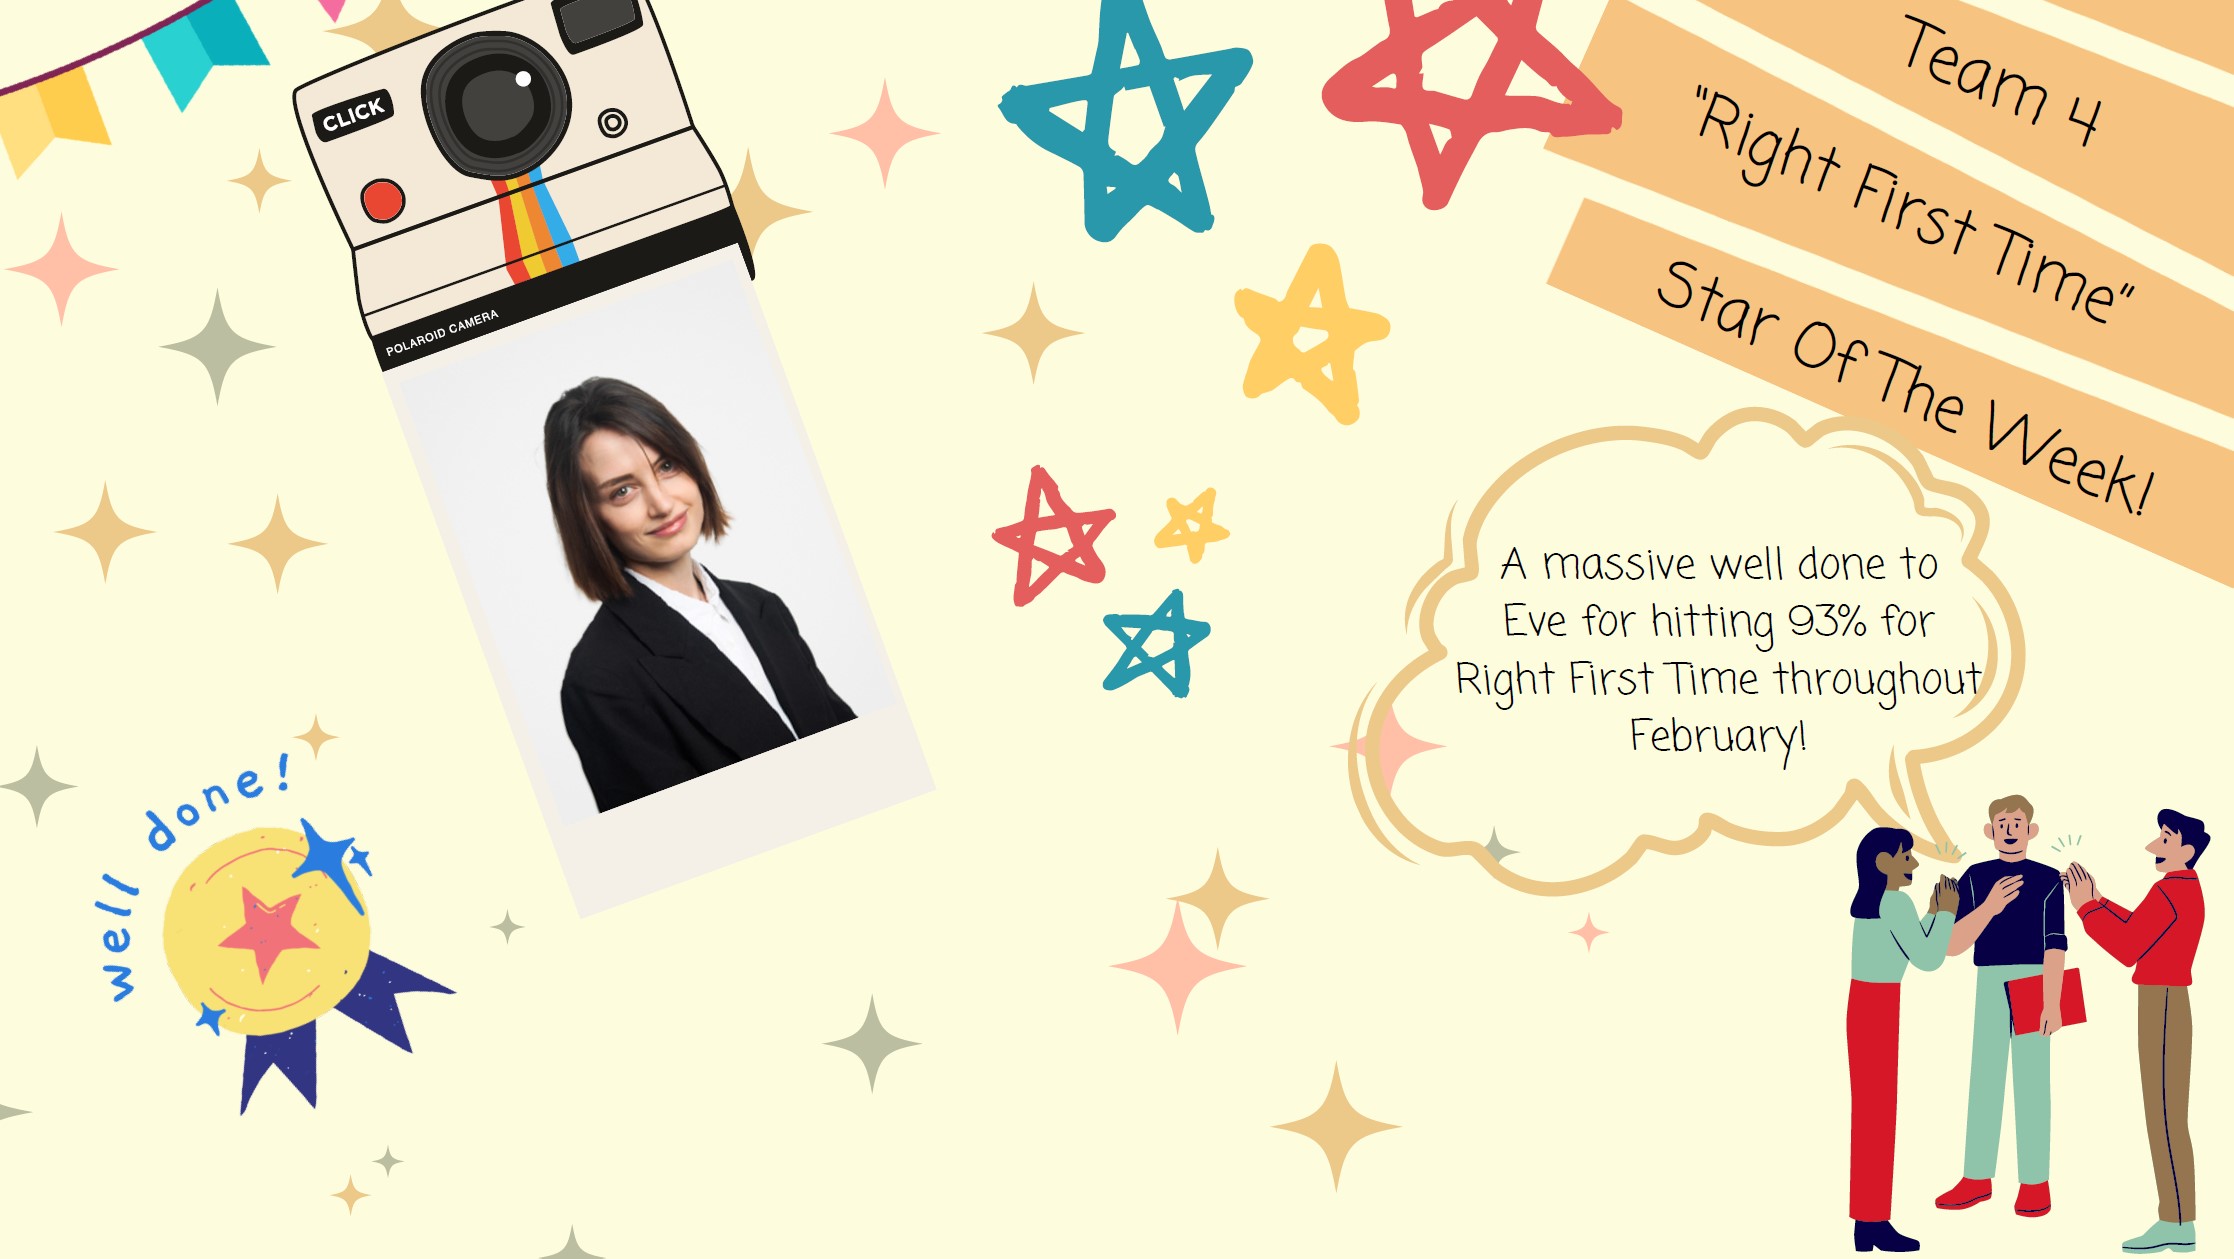 CLICK
POLAROID CAMERA
Team 4
"Right First Time"
Star Of The Week!
A massive well done to
Eve for hitting 93% for
Right First Time throughout
February!
well done!